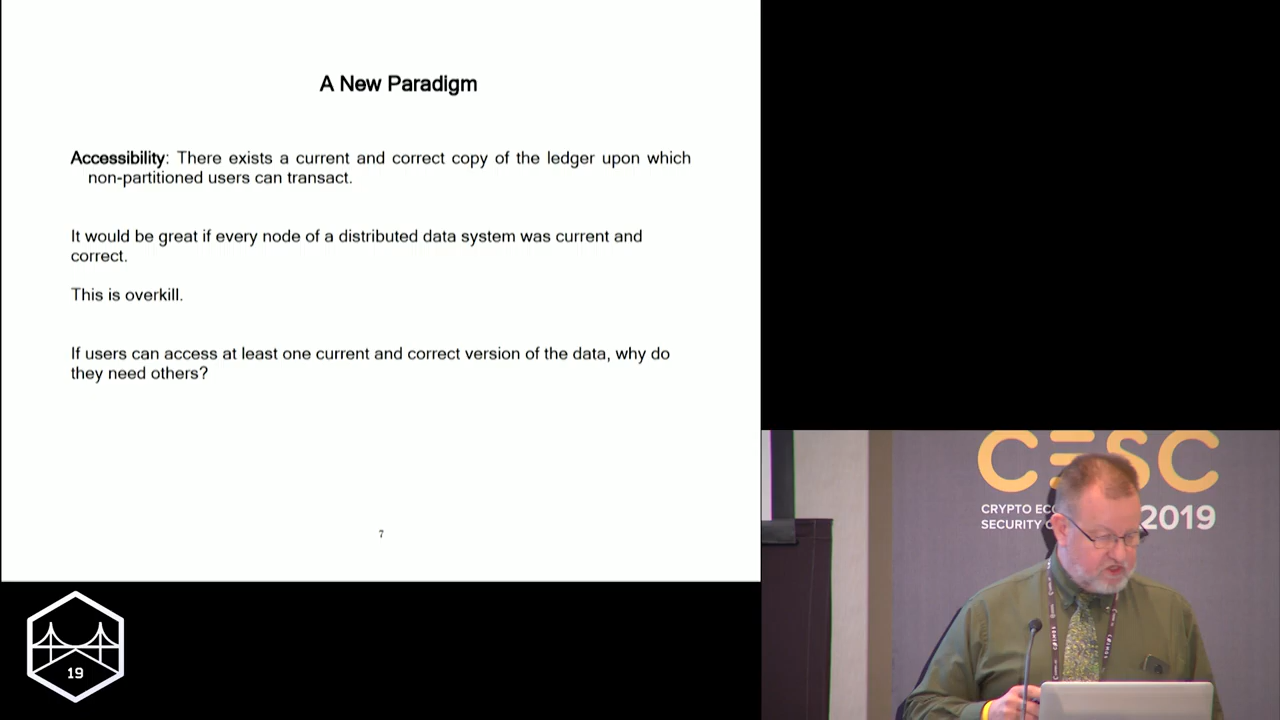 A New Paradigm
Accessibility: There exists a current and correct copy of the ledger upon which
non-partitioned users can transact.
It would be great if every node of a distributed data system was current and
correct.
This is overkill.
If users can access at least one current and correct version of the data, why do
they need others?
7
CESC
CRYPTO EC
SECURITY C
2019
19